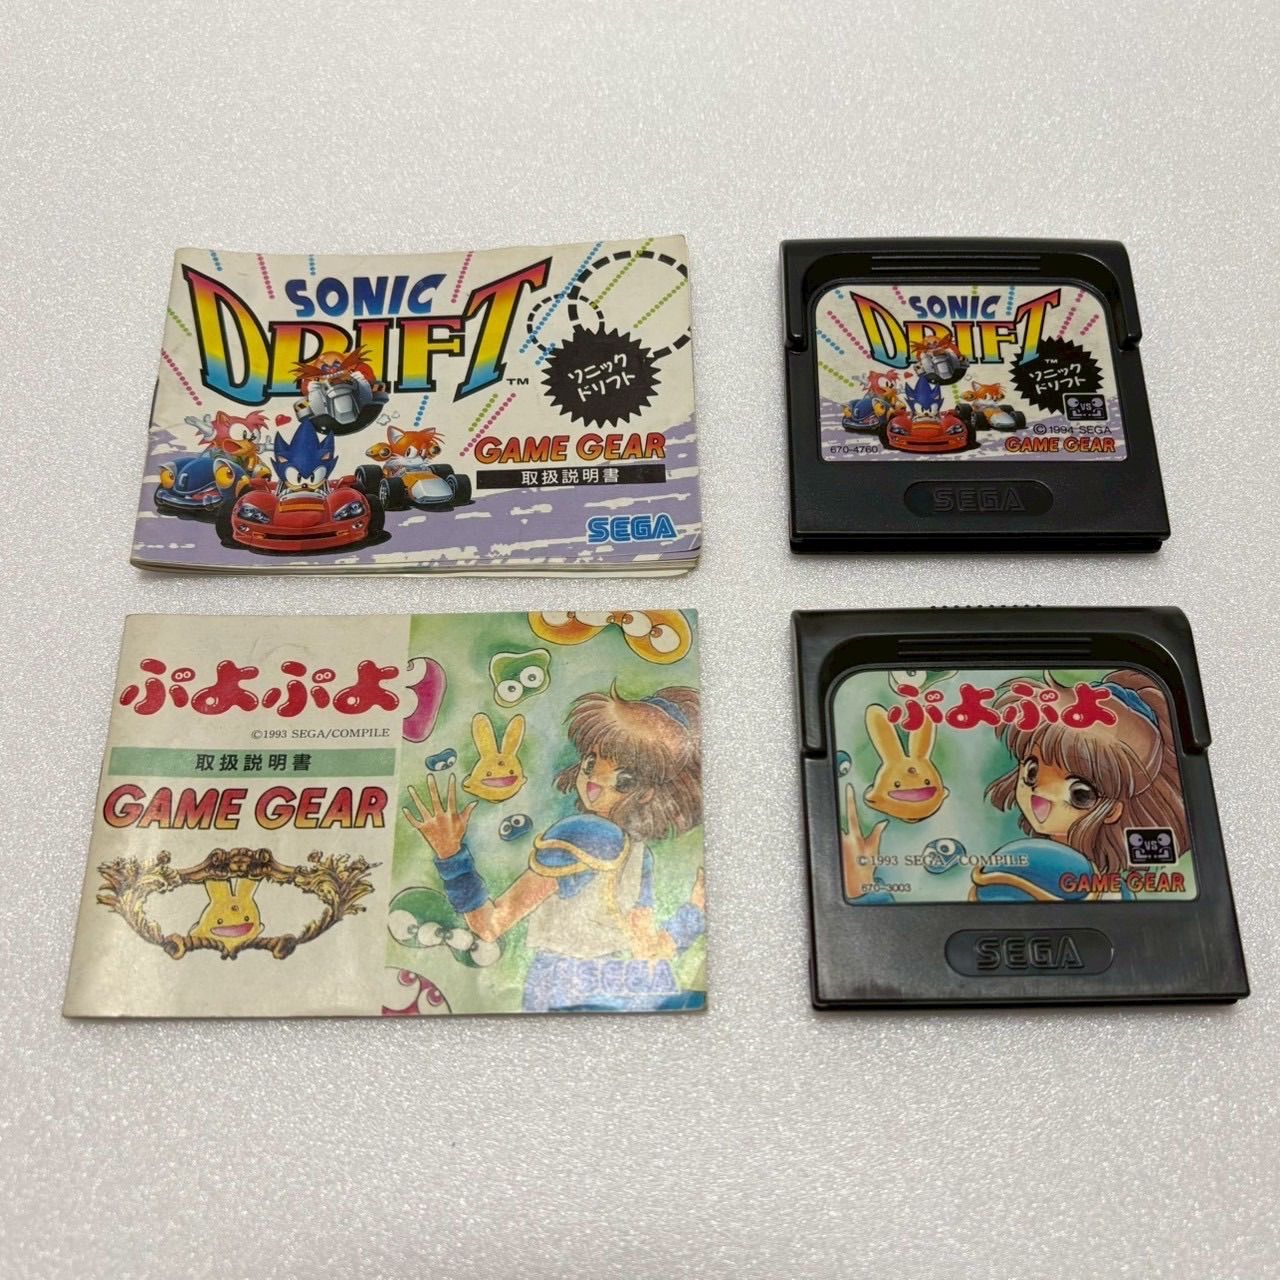 SONIC
DRIFT
TM
ソニック
ドリフト
GAME GEAR
取扱説明書
SEGA
SONIC
DRIFT
TM
ソニック
ドリフト
VS
©1994 SEGA
670-4760
GAME GEAR
SEGA
ぷよぷよ
©1993 SEGA/COMPILE
取扱説明書
GAME GEAR
SEGA
ぷよぷよ
VS
©1993 SEGA/COMPILE
670-3003
GAME GEAR
SEGA